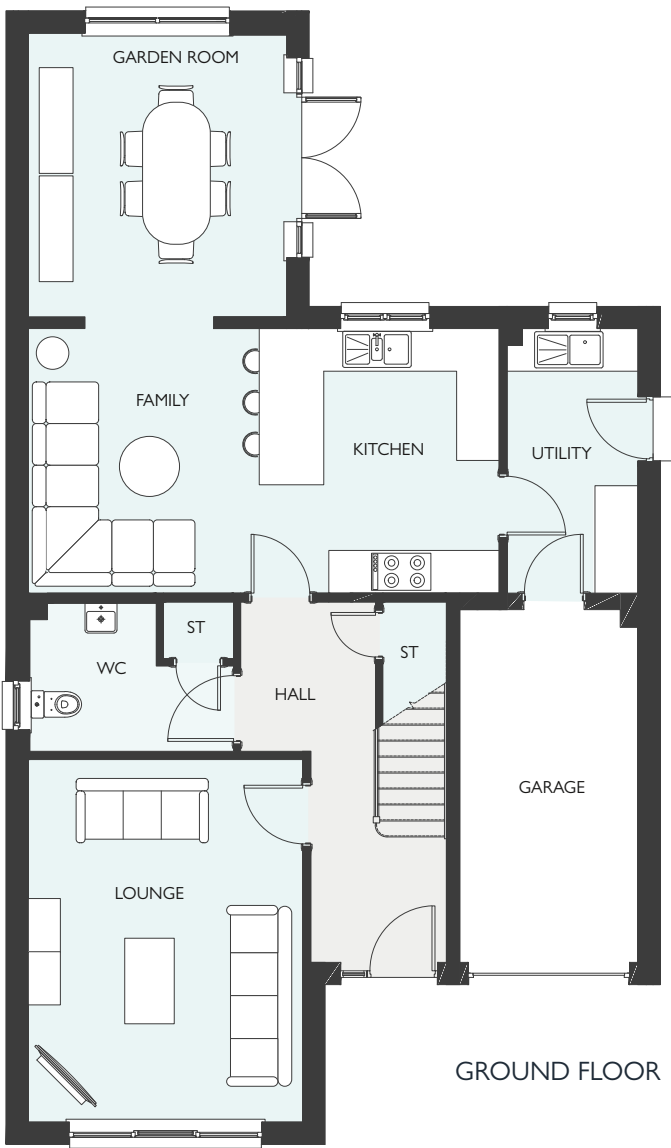 GARDEN ROOM
FAMILY
KITCHEN
UTILITY
ST
WC
ST
HALL
GARAGE
LOUNGE
GROUND FLOOR